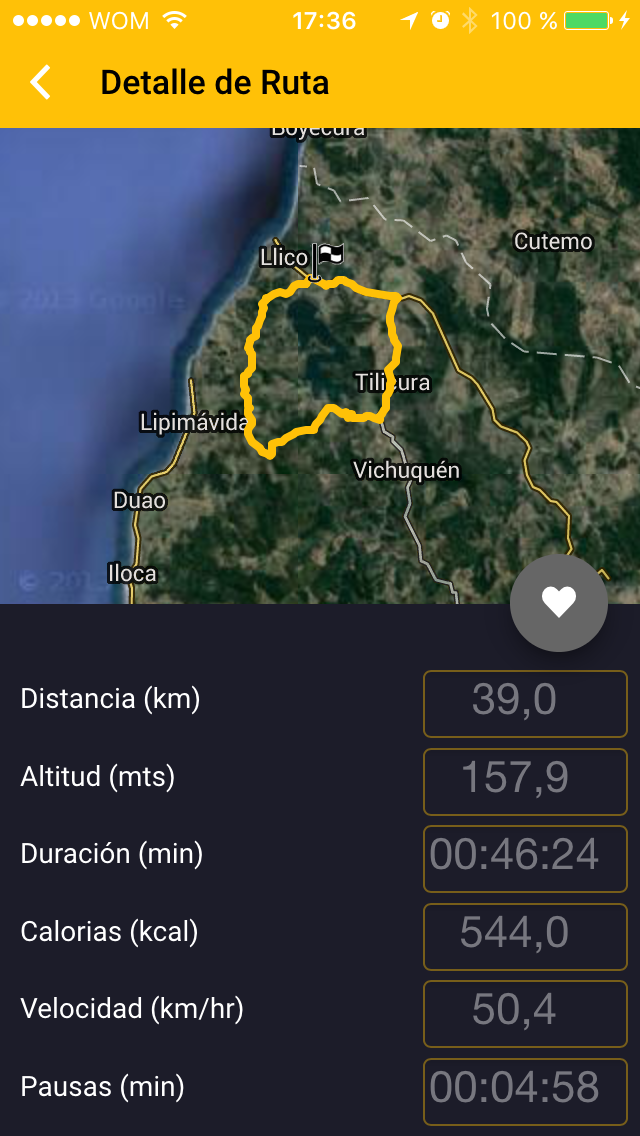 WOM 17:36 100 %
Detalle de Ruta
Boyecura
Cutemo
Llico
© 2013 Google
Tilicura
Lipimávida
Vichuquén
Duao
Iloca
Distancia (km) 39,0
Altitud (mts) 157,9
Duración (min) 00:46:24
Calorias (kcal) 544,0
Velocidad (km/hr) 50,4
Pausas (min) 00:04:58